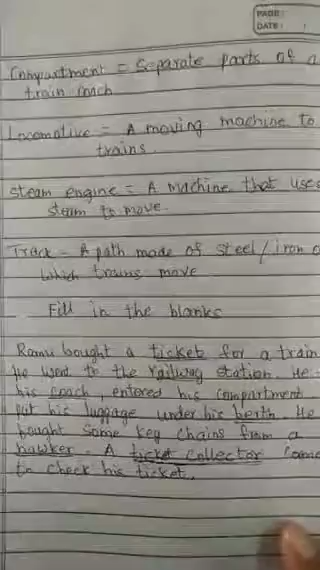 PAGE:
DATE:
Compartment = Separate parts of a
train coach
Locomotive = A moving machine to
trains.
Steam engine = A machine that uses
steam to move.
Track - A path made of steel/iron o
which trains move
Fill in the blanks
Ramu bought a ticket for a train
he went to the railway station. He
his coach, entered his compartment
put his luggage under his berth. He
bought some key chains from a
hawker. A ticket collector came
to check his ticket.